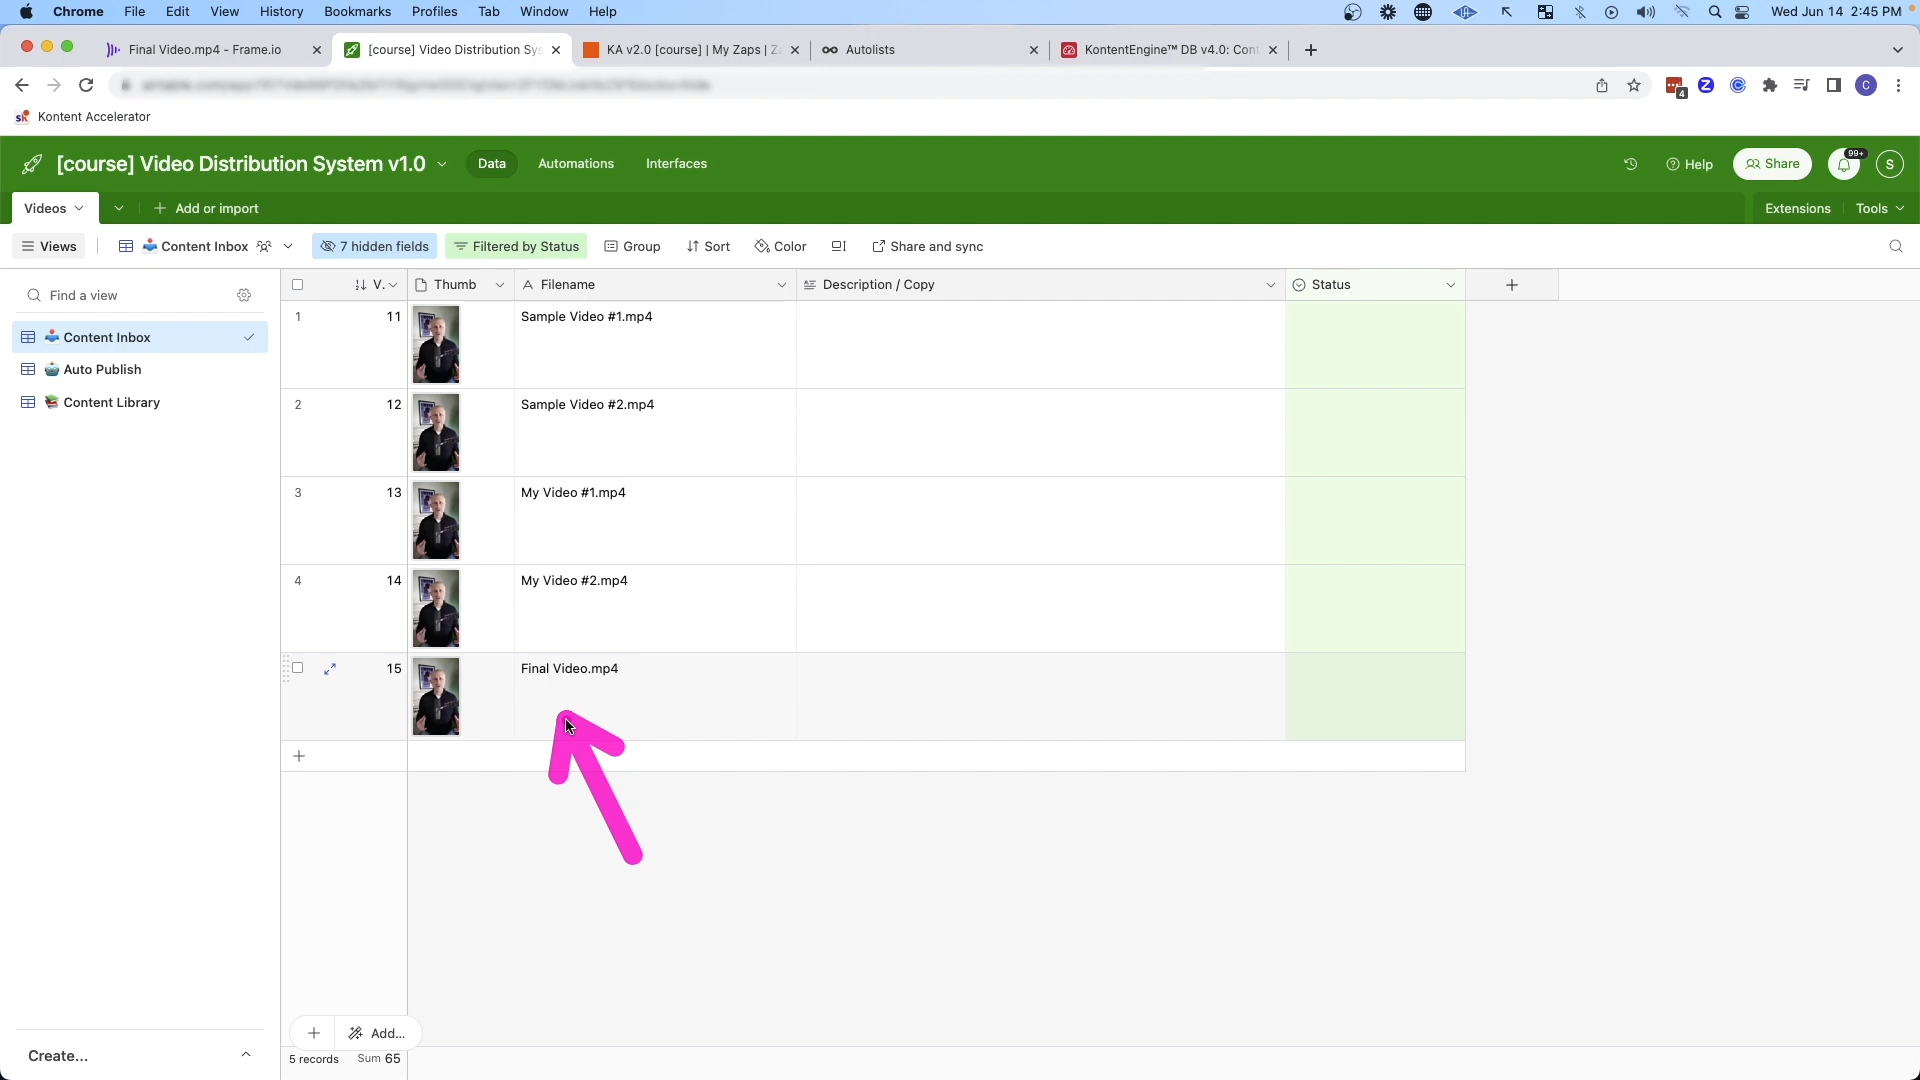 Chrome File Edit View History Bookmarks Profiles Tab Window Help Wed Jun 14 2:45 PM
Final Video.mp4 - Frame.io [course] Video Distribution Sys KA v2.0 [course] | My Zaps | Za Autolists KontentEngine™ DB v4.0: Cont
4 C
sk Kontent Accelerator
[course] Video Distribution System v1.0 Data Automations Interfaces Help Share 99+ S
Videos Add or import Extensions Tools
Views Content Inbox 7 hidden fields Filtered by Status Group Sort Color Share and sync
Find a view V. Thumb Filename Description / Copy Status
Content Inbox
Auto Publish
Content Library
1 11 Sample Video #1.mp4
2 12 Sample Video #2.mp4
3 13 My Video #1.mp4
4 14 My Video #2.mp4
15 Final Video.mp4
Add...
Create... 5 records Sum 65